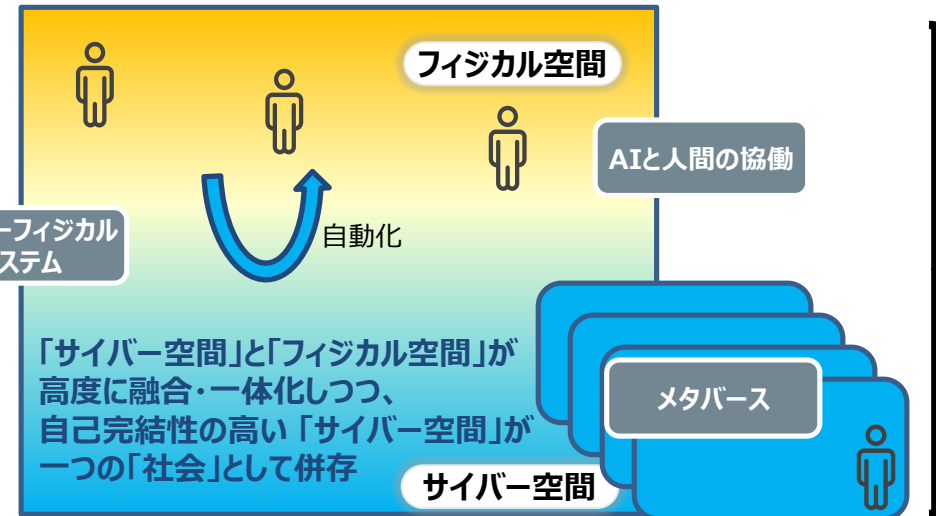 フィジカル空間
AIと人間の協働
ーフィジカル
ステム
自動化
「サイバー空間」と「フィジカル空間」が
高度に融合・一体化しつつ、
自己完結性の高い「サイバー空間」が
一つの「社会」として併存
メタバース
サイバー空間